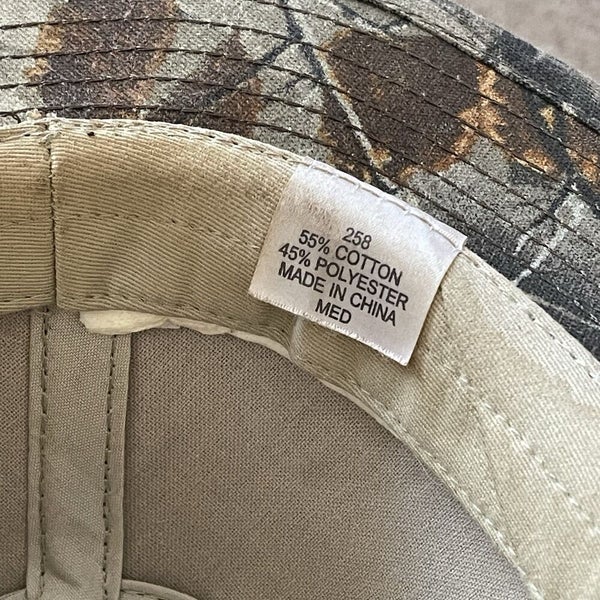 258
55% COTTON
45% POLYESTER
MADE IN CHINA
MED